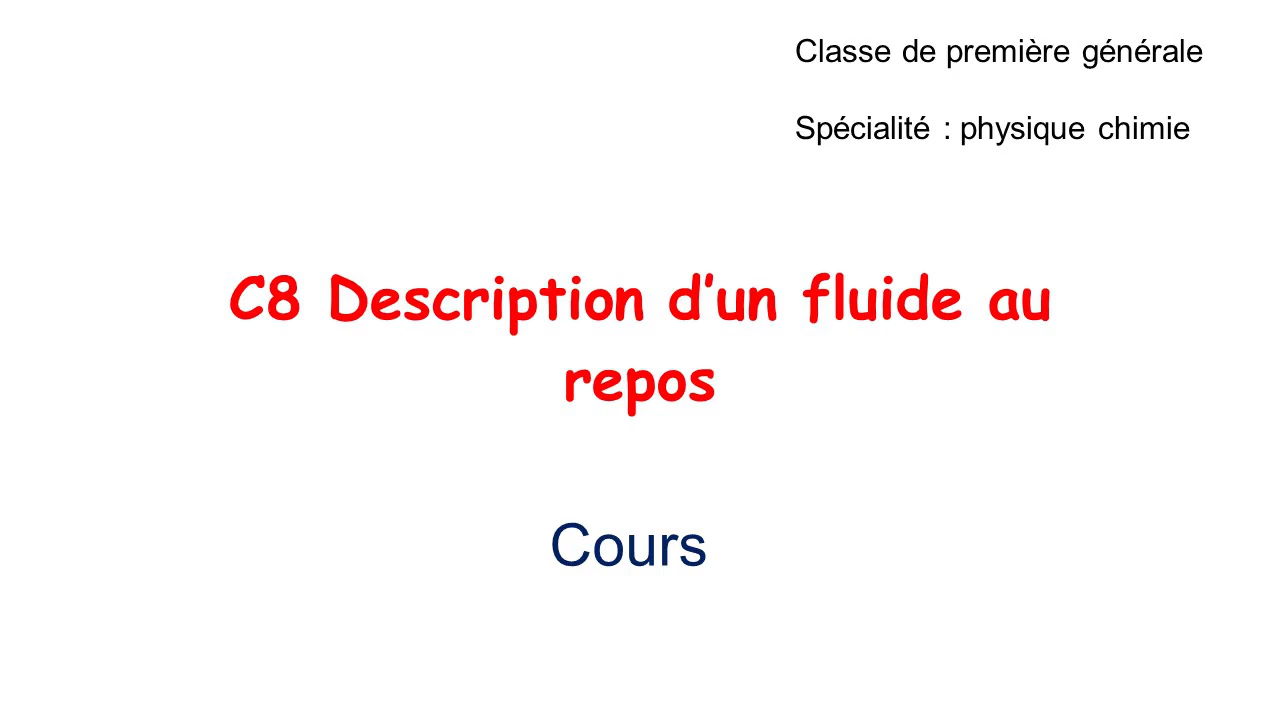 Classe de première générale
Spécialité : physique chimie
C8 Description d’un fluide au
repos
Cours